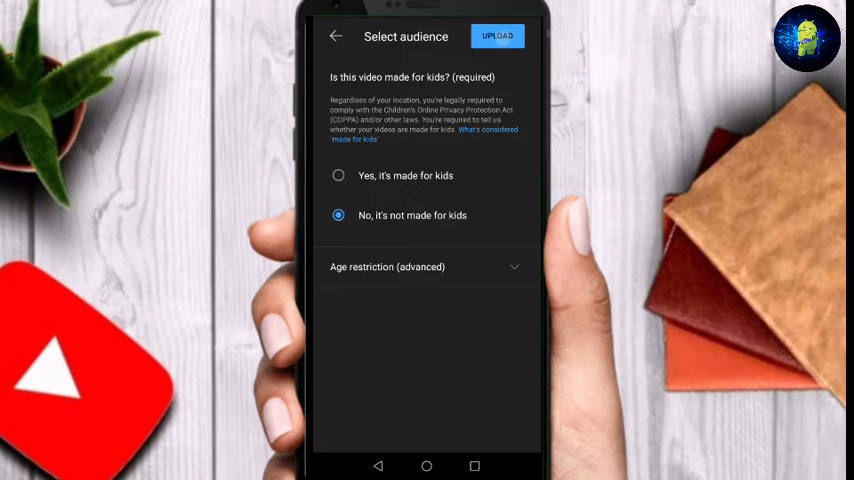 Select audience
UPLOAD
Is this video made for kids? (required)
Regardless of your location, you're legally required to
comply with the Children's Online Privacy Protection Act
(COPPA) and/or other laws. You're required to tell us
whether your videos are made for kids. What's considered
'made for kids'
Yes, it's made for kids
No, it's not made for kids
Age restriction (advanced)